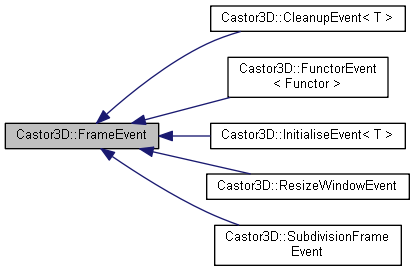 Castor3D::CleanupEvent< T >
Castor3D::FunctorEvent
< Functor >
Castor3D::FrameEvent
Castor3D::InitialiseEvent< T >
Castor3D::ResizeWindowEvent
Castor3D::SubdivisionFrame
Event